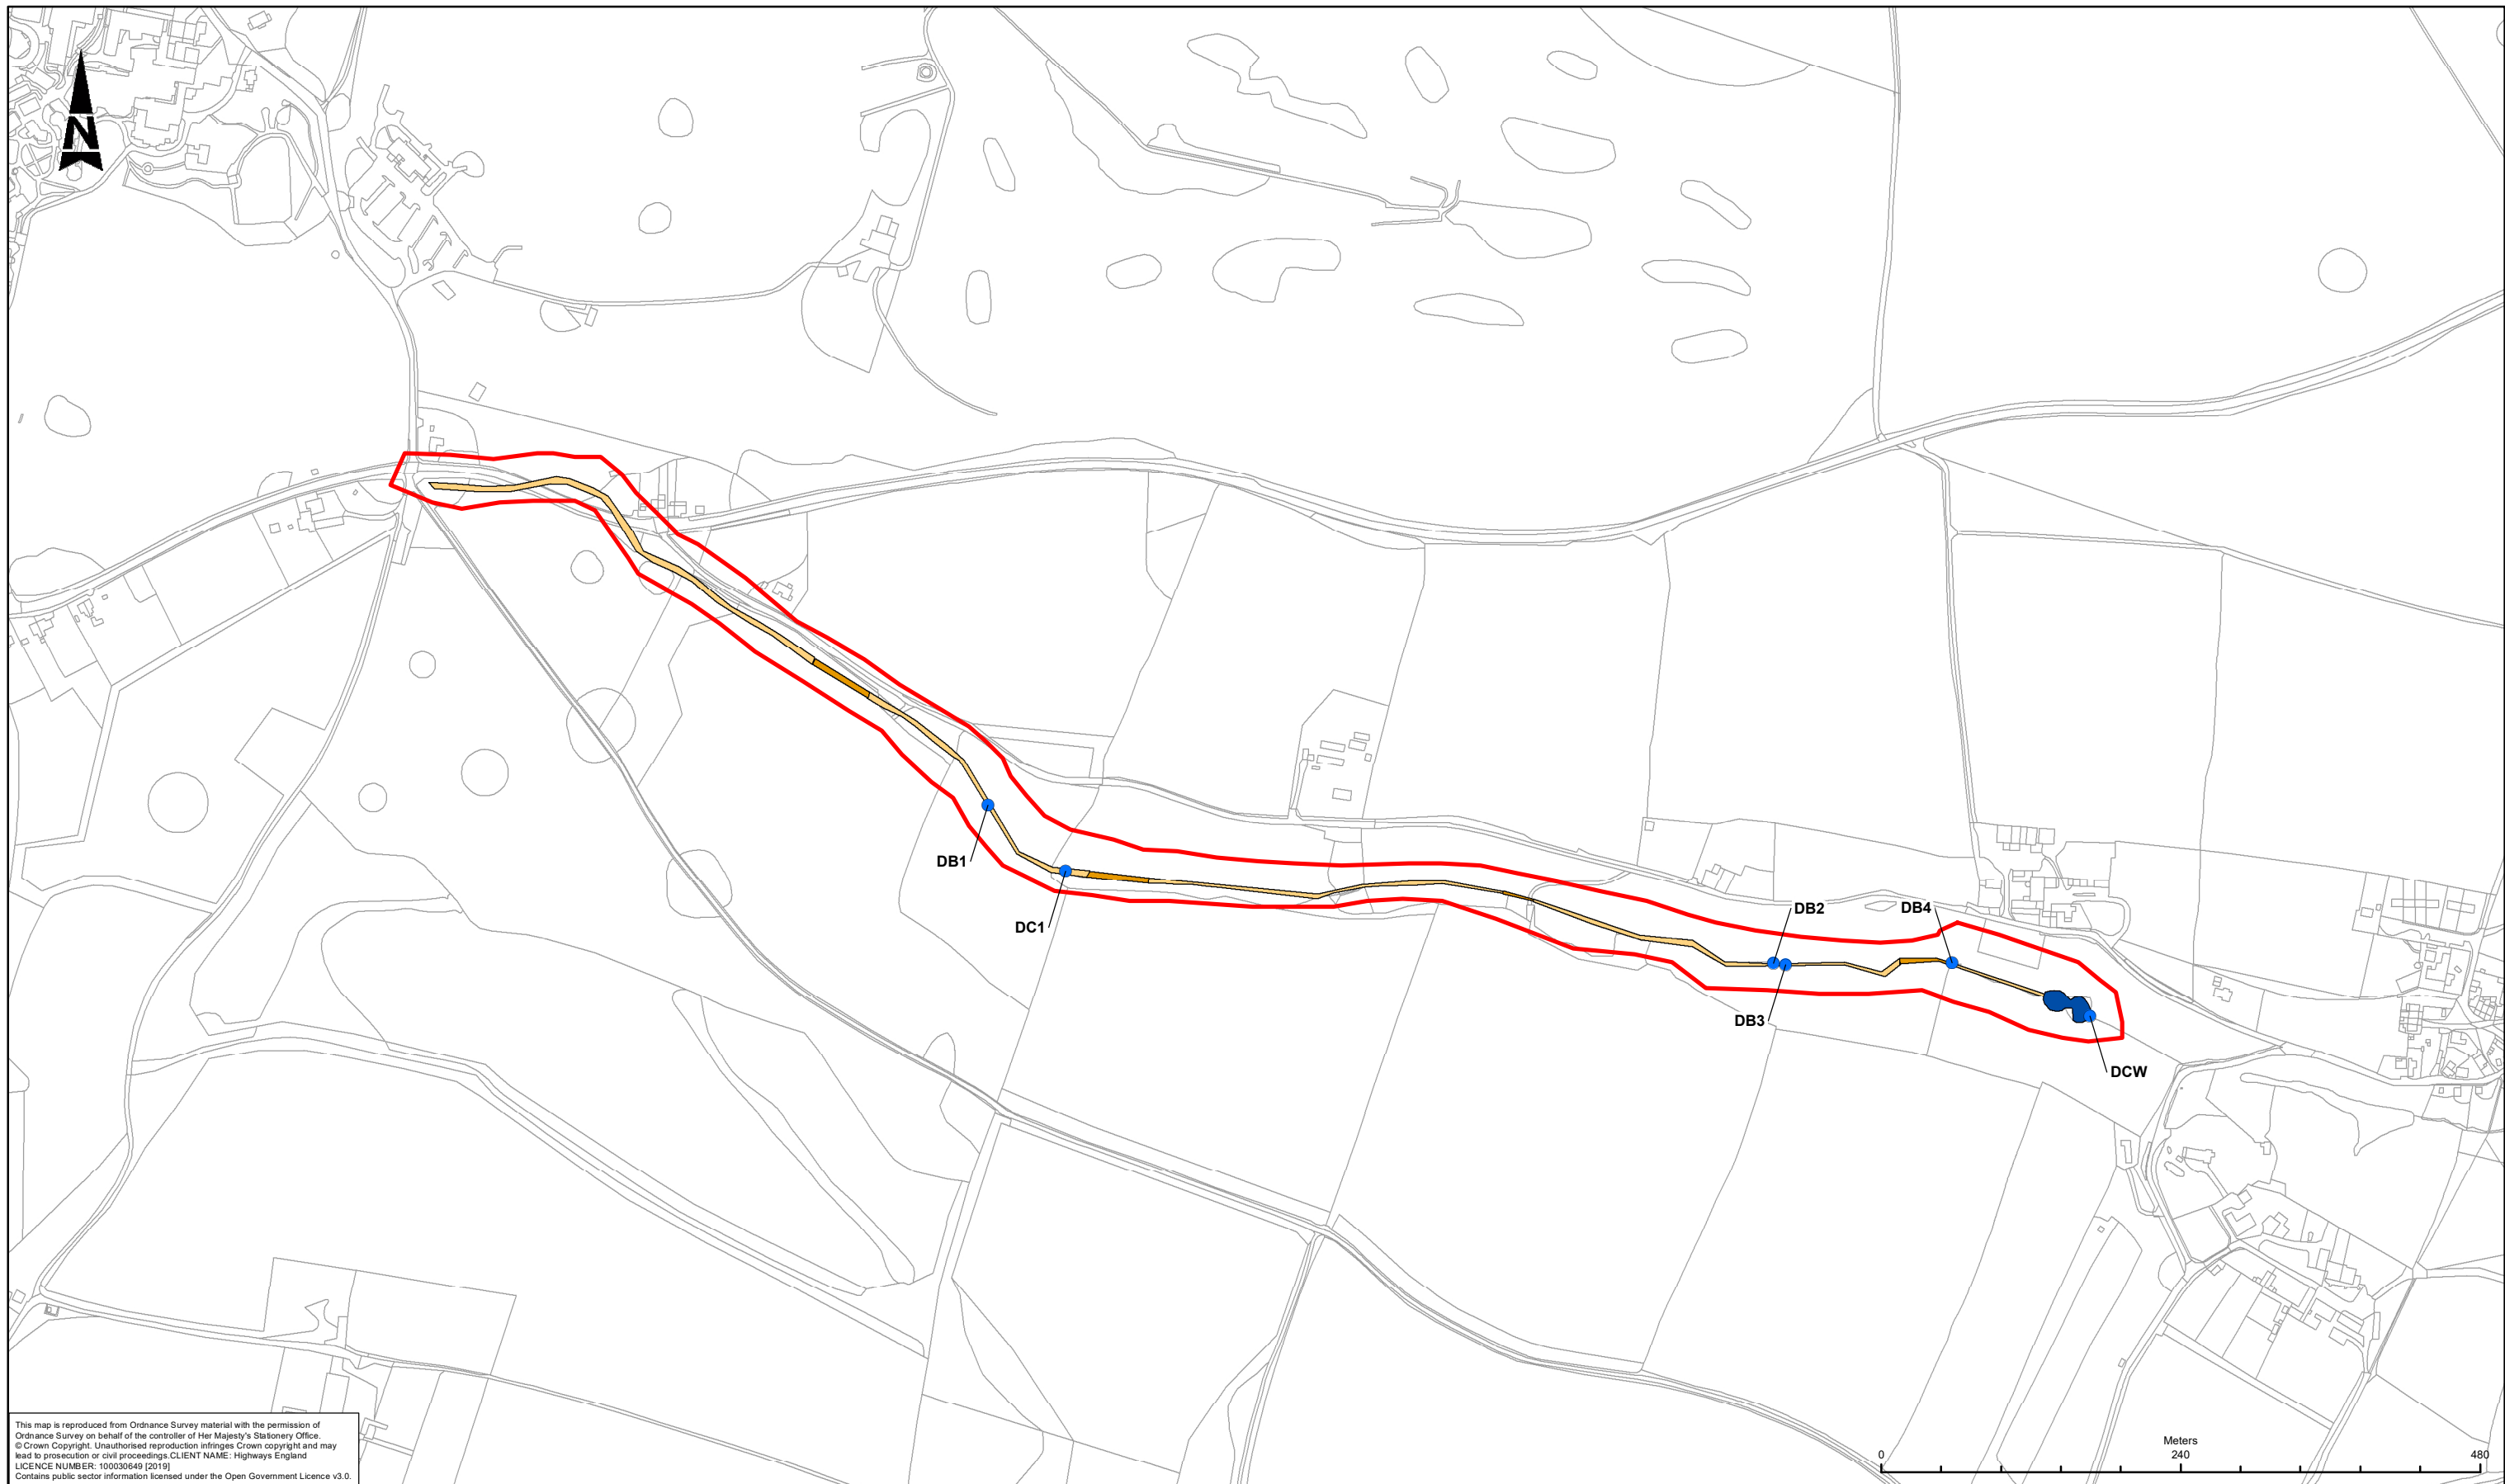 N
DB1
DC1
DB2
DB4
DB3
DCW
Meters
0 240 480
This map is reproduced from Ordnance Survey material with the permission of
Ordnance Survey on behalf of the controller of Her Majesty's Stationery Office.
© Crown Copyright. Unauthorised reproduction infringes Crown copyright and may
lead to prosecution or civil proceedings.CLIENT NAME: Highways England
LICENCE NUMBER: 100030649 [2019]
Contains public sector information licensed under the Open Government Licence v3.0.